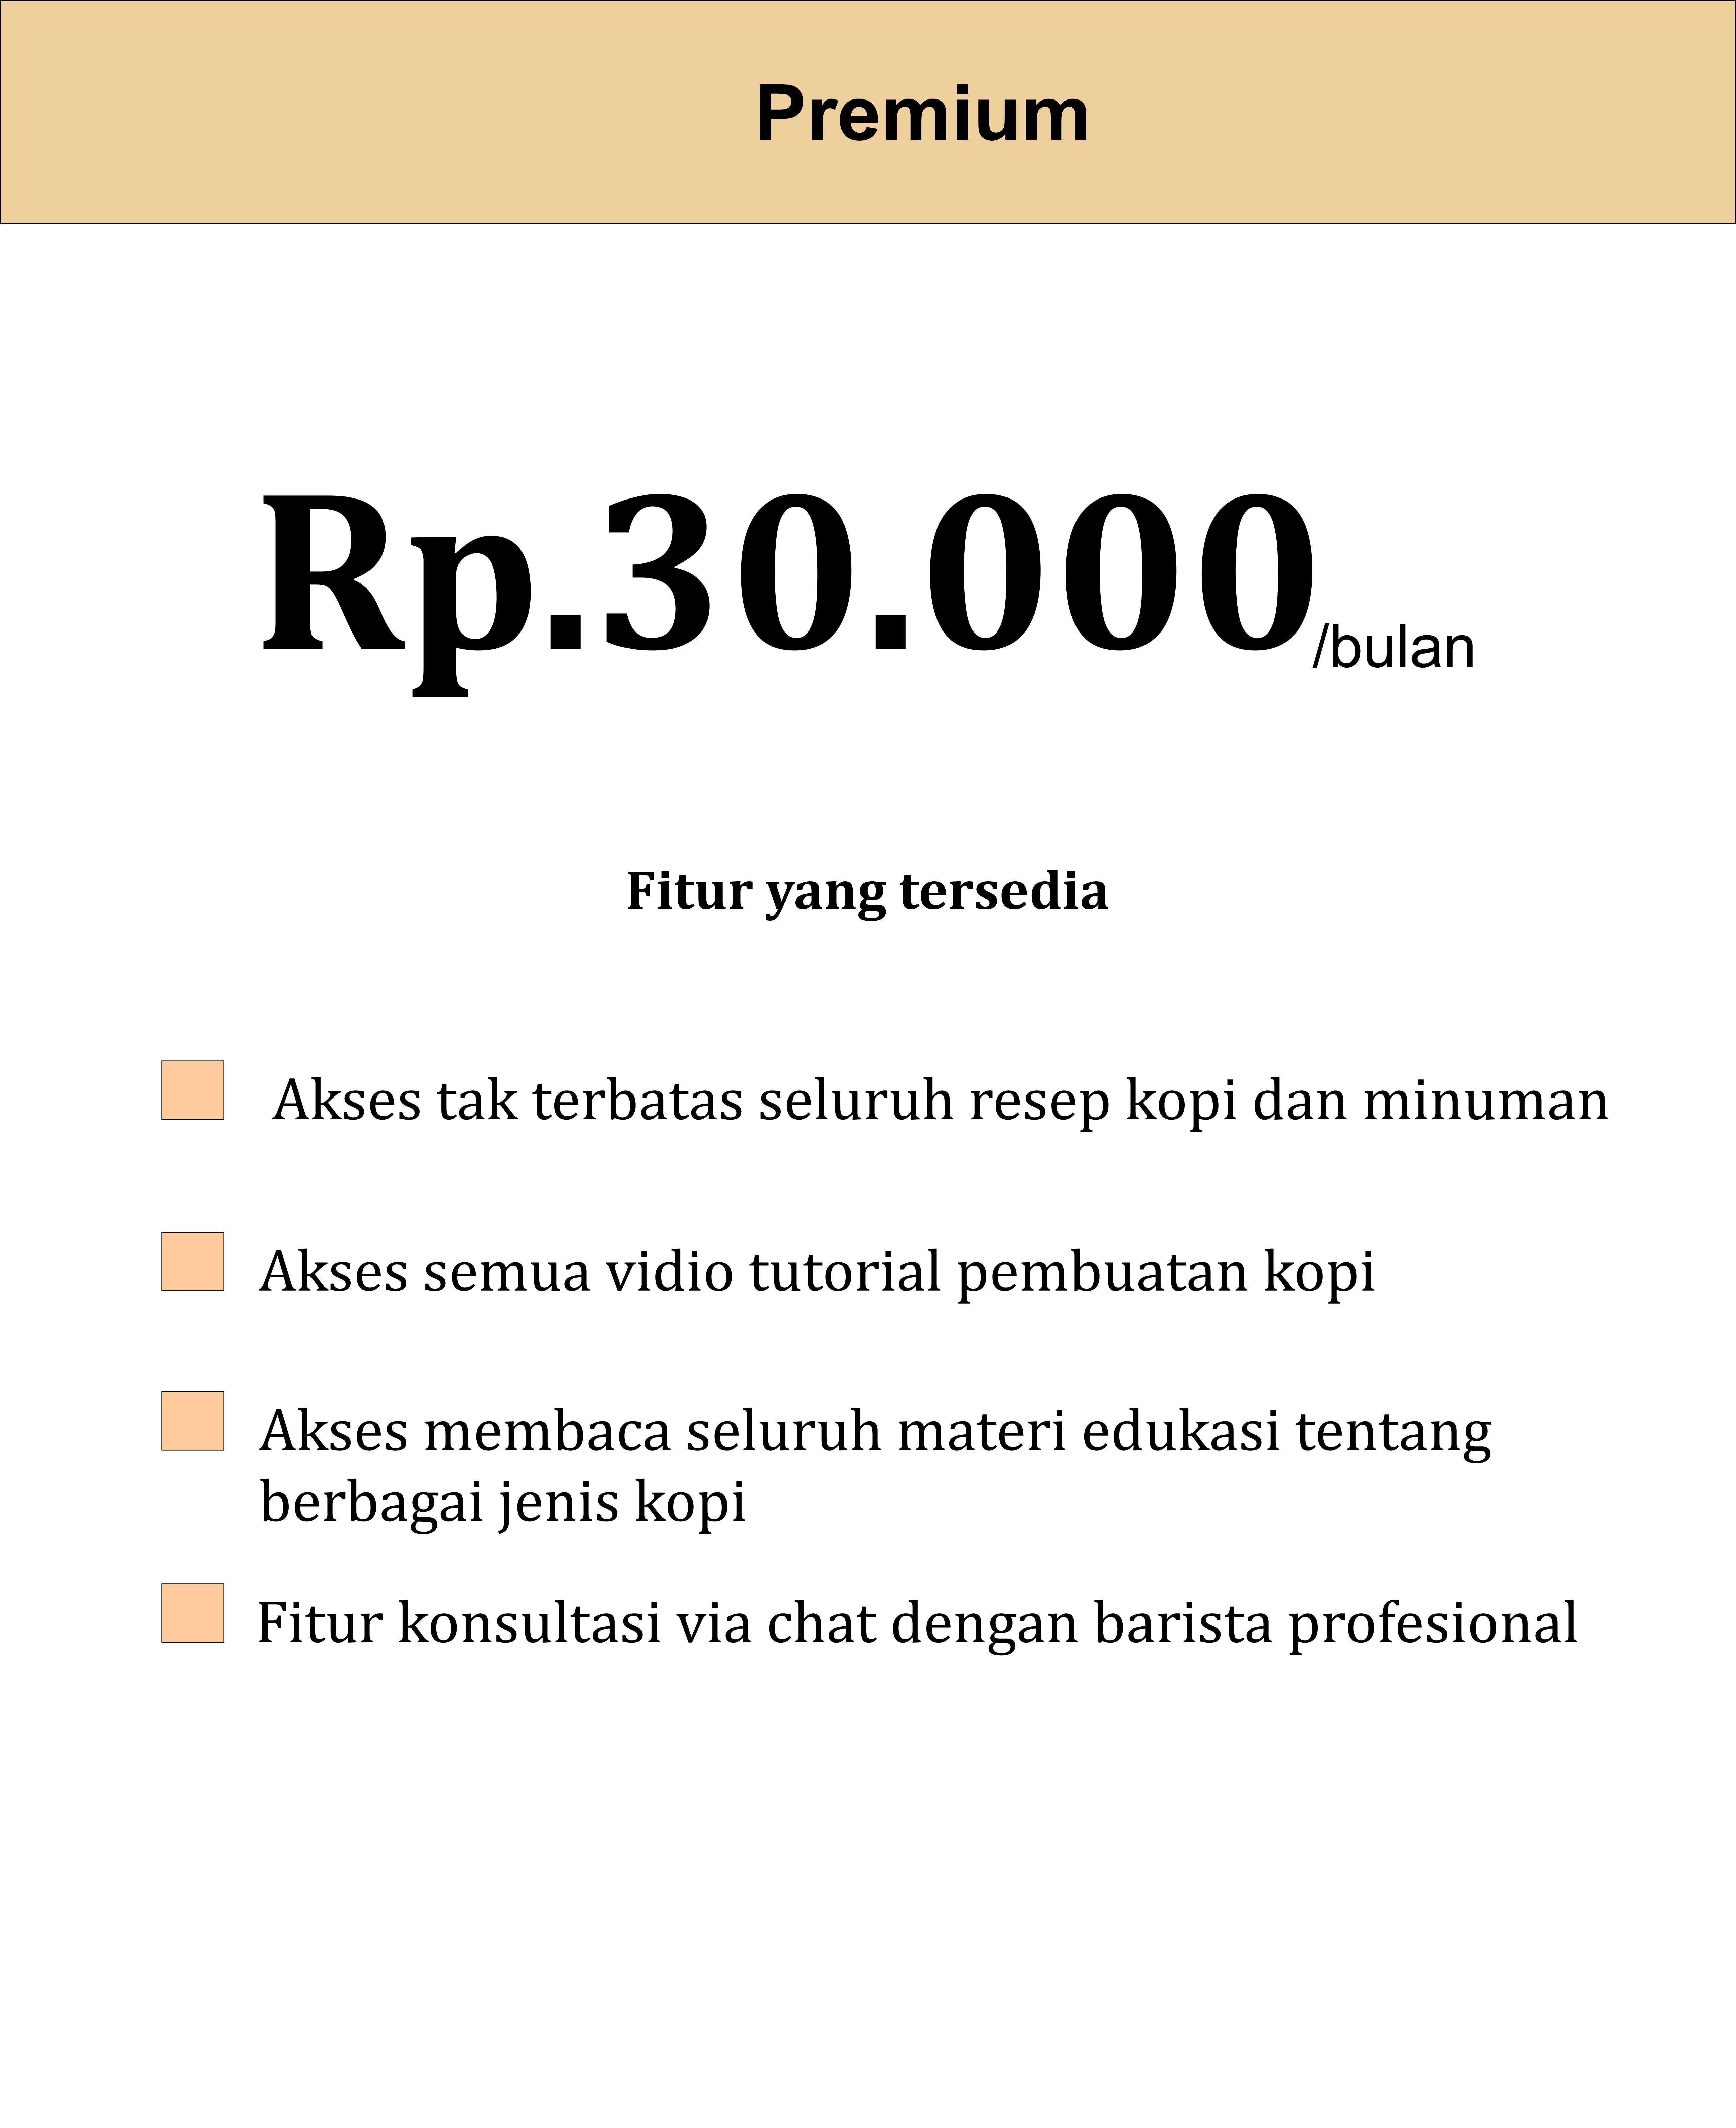 Premium
Rp.30.000/bulan
Fitur yang tersedia
Akses tak terbatas seluruh resep kopi dan minuman
Akses semua vidio tutorial pembuatan kopi
Akses membaca seluruh materi edukasi tentang
berbagai jenis kopi
Fitur konsultasi via chat dengan barista profesional